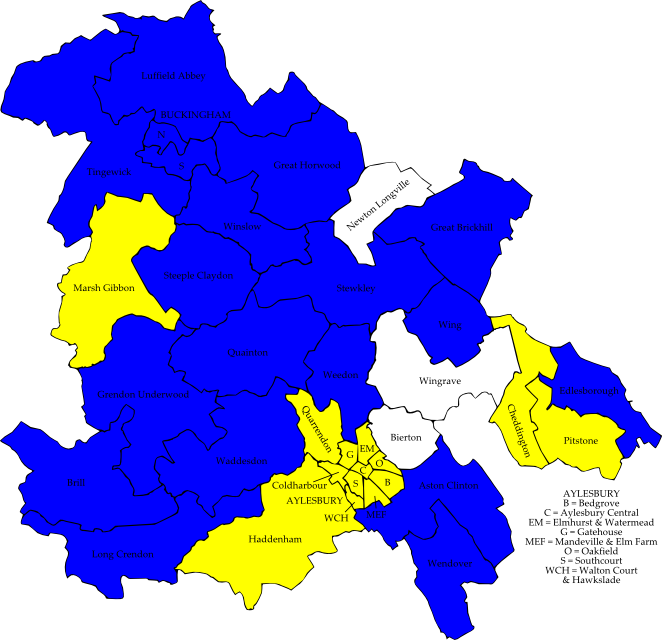 Luffield Abbey
BUCKINGHAM
N
S
Tingewick
Great Horwood
Newton Longville
Winslow
Great Brickhill
Steeple Claydon
Marsh Gibbon
Stewkley
Wing
Quainton
Weedon
Wingrave
Edlesborough
Grendon Underwood
Cheddington
Quarrendon
Bierton
Pitstone
EM
G
Waddesdon
O
C
Brill
Coldharbour
S
B
Aston Clinton
AYLESBURY
WCH
MEF
Haddenham
Long Crendon
Wendover
AYLESBURY
B = Bedgrove
C = Aylesbury Central
EM = Elmhurst & Watermead
G = Gatehouse
MEF = Mandeville & Elm Farm
O = Oakfield
S = Southcourt
WCH = Walton Court
& Hawkslade